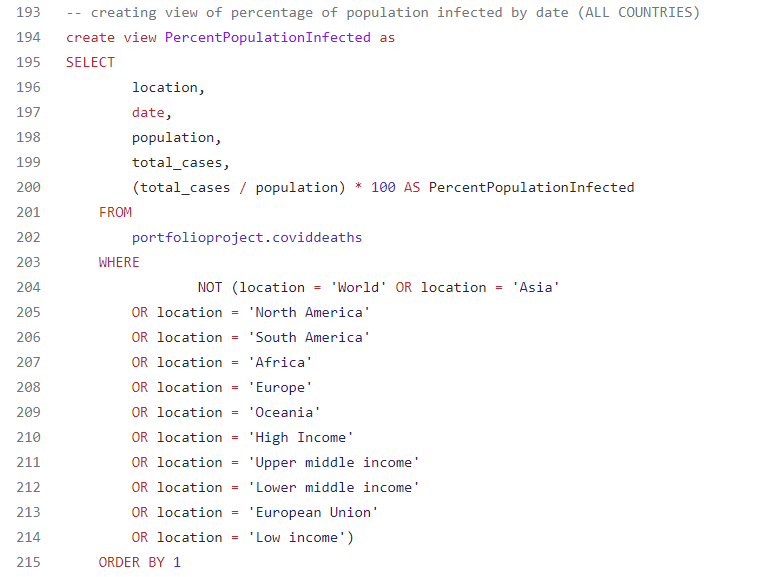 193 -- creating view of percentage of population infected by date (ALL COUNTRIES)
194 create view PercentPopulationInfected as
195 SELECT
196 location,
197 date,
198 population,
199 total_cases,
200 (total_cases / population) * 100 AS PercentPopulationInfected
201 FROM
202 portfolioproject.coviddeaths
203 WHERE
204 NOT (location = 'World' OR location = 'Asia'
205 OR location = 'North America'
206 OR location = 'South America'
207 OR location = 'Africa'
208 OR location = 'Europe'
209 OR location = 'Oceania'
210 OR location = 'High Income'
211 OR location = 'Upper middle income'
212 OR location = 'Lower middle income'
213 OR location = 'European Union'
214 OR location = 'Low income')
215 ORDER BY 1